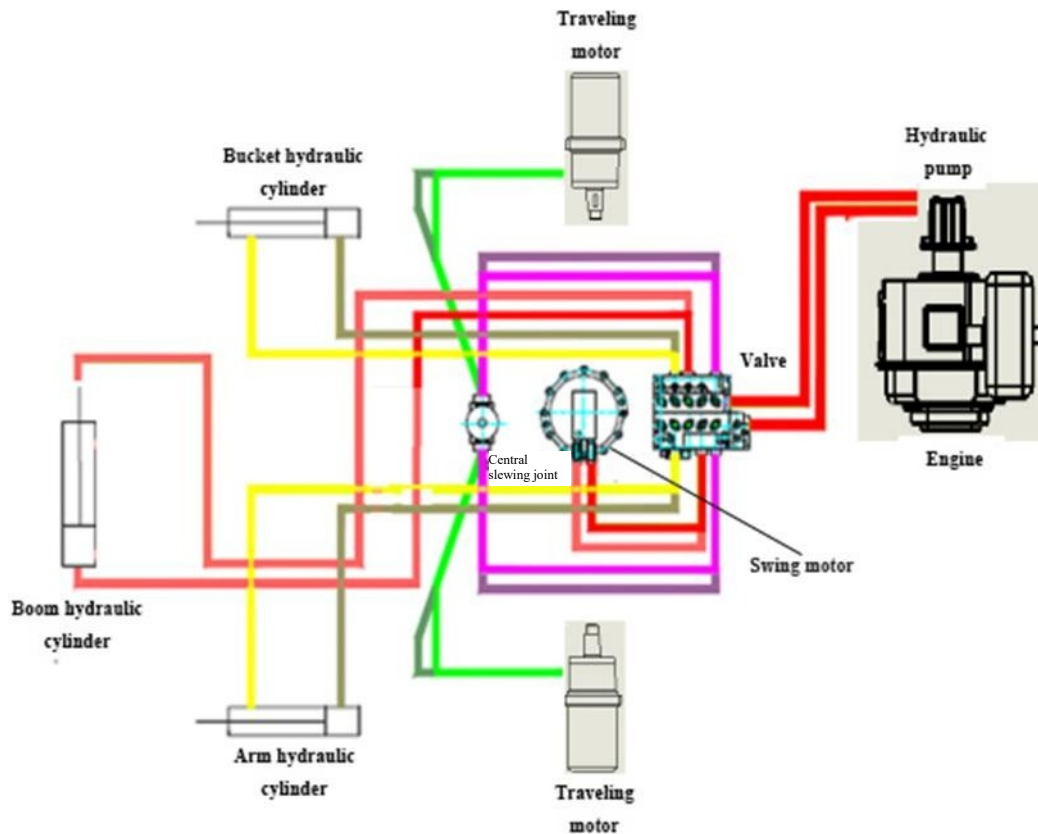 Traveling
motor
Hydraulic
pump
Bucket hydraulic
cylinder
Valve
Central
slewing joint
Engine
Swing motor
Boom hydraulic
cylinder
Arm hydraulic
cylinder
Traveling
motor